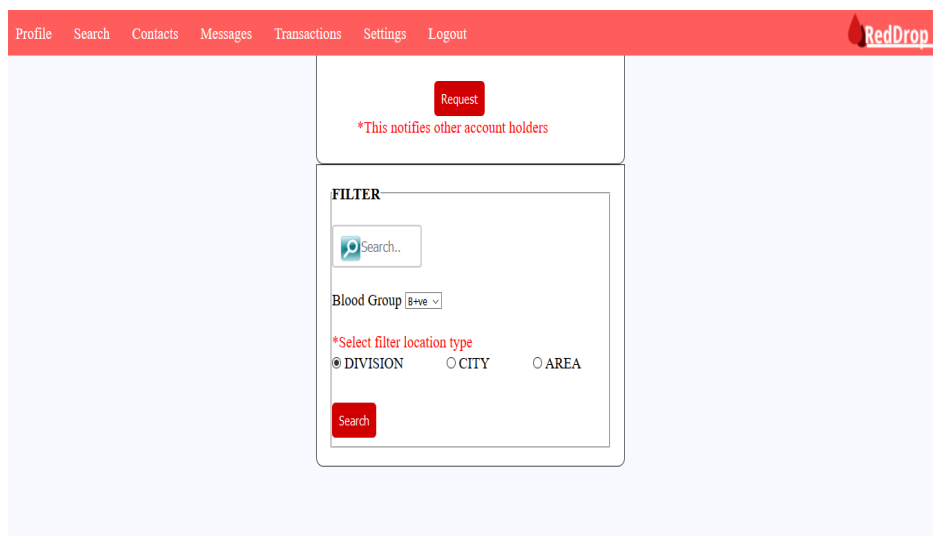 Profile Search Contacts Messages Transactions Settings Logout RedDrop
Request
*This notifies other account holders
FILTER
Search..
Blood Group B+ve
*Select filter location type
DIVISION CITY AREA
Search